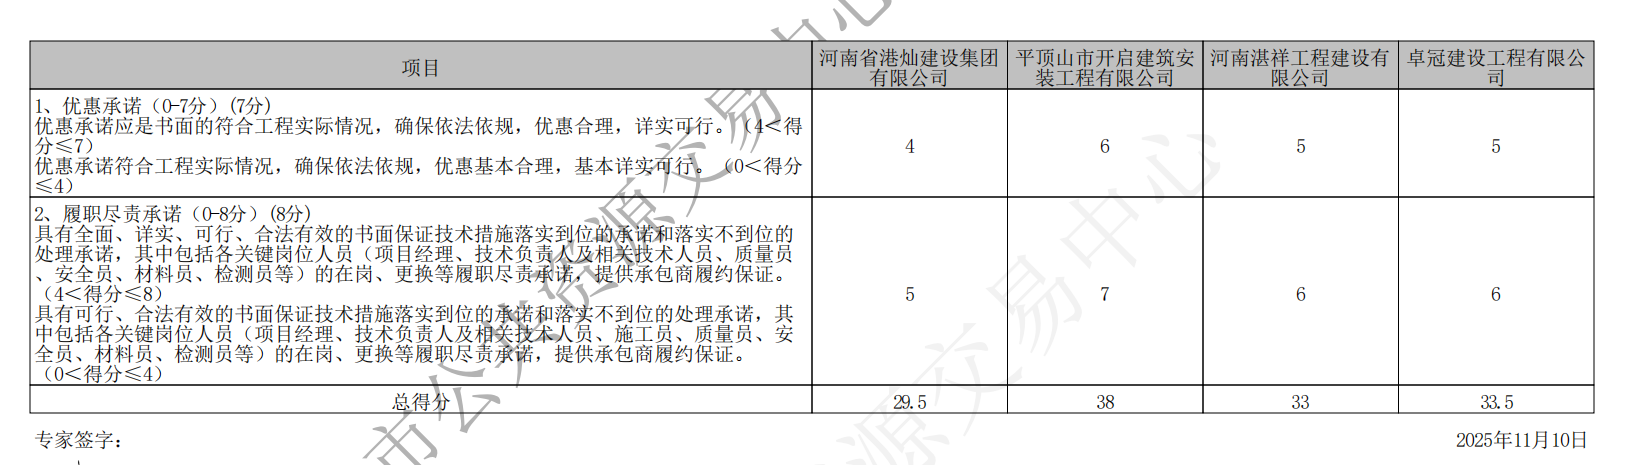 项目
河南省港灿建设集团
有限公司
平顶山市开启建筑安
装工程有限公司
河南湛祥工程建设有
限公司
卓冠建设工程有限公
司
1、优惠承诺（0-7分）(7分)
优惠承诺应是书面的符合工程实际情况，确保依法依规，优惠合理，详实可行。（4＜得
分≤7）
优惠承诺符合工程实际情况，确保依法依规，优惠基本合理，基本详实可行。（0＜得分
≤4）
4
6
5
5
2、履职尽责承诺（0-8分）(8分)
具有全面、详实、可行、合法有效的书面保证技术措施落实到位的承诺和落实不到位的
处理承诺，其中包括各关键岗位人员（项目经理、技术负责人及相关技术人员、质量员
、安全员、材料员、检测员等）的在岗、更换等履职尽责承诺，提供承包商履约保证。
（4＜得分≤8）
具有可行、合法有效的书面保证技术措施落实到位的承诺和落实不到位的处理承诺，其
中包括各关键岗位人员（项目经理、技术负责人及相关技术人员、施工员、质量员、安
全员、材料员、检测员等）的在岗、更换等履职尽责承诺，提供承包商履约保证。
（0＜得分≤4）
5
7
6
6
总得分
29.5
38
33
33.5
专家签字：
2025年11月10日
市公共资源交易中心
源交易中心